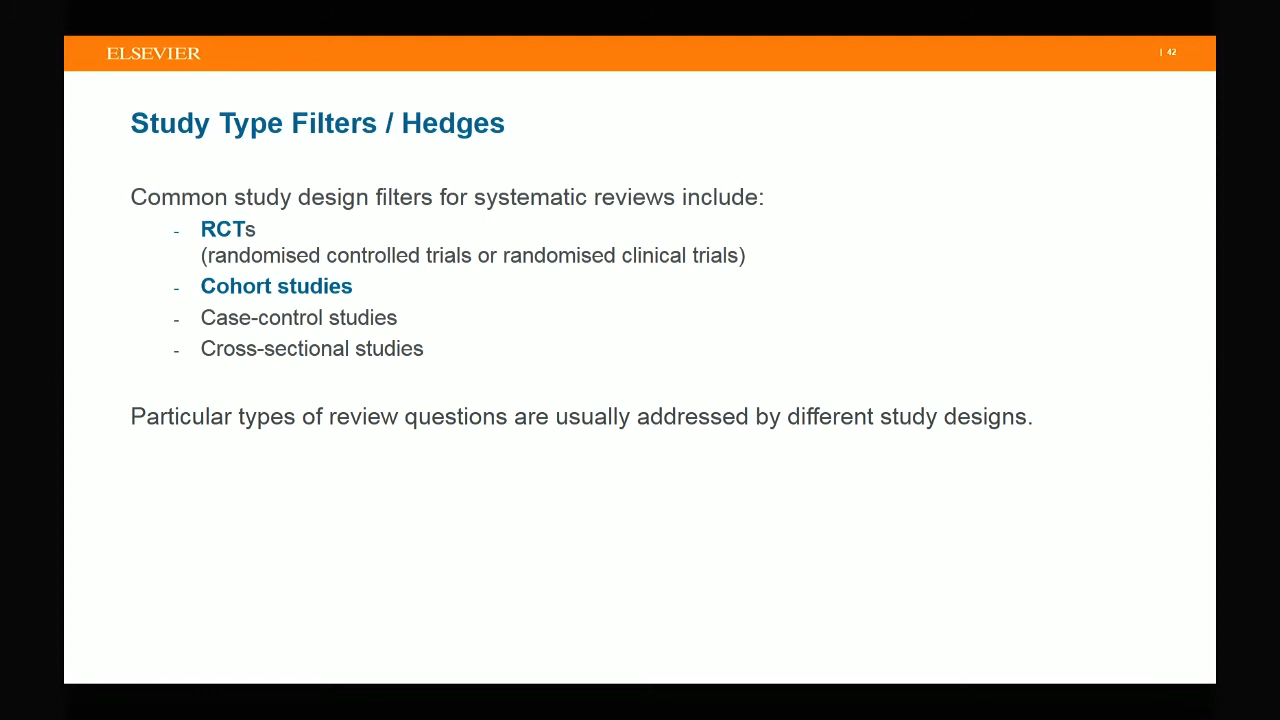 ELSEVIER
| 42
Study Type Filters / Hedges
Common study design filters for systematic reviews include:
- RCTs
(randomised controlled trials or randomised clinical trials)
- Cohort studies
- Case-control studies
- Cross-sectional studies
Particular types of review questions are usually addressed by different study designs.